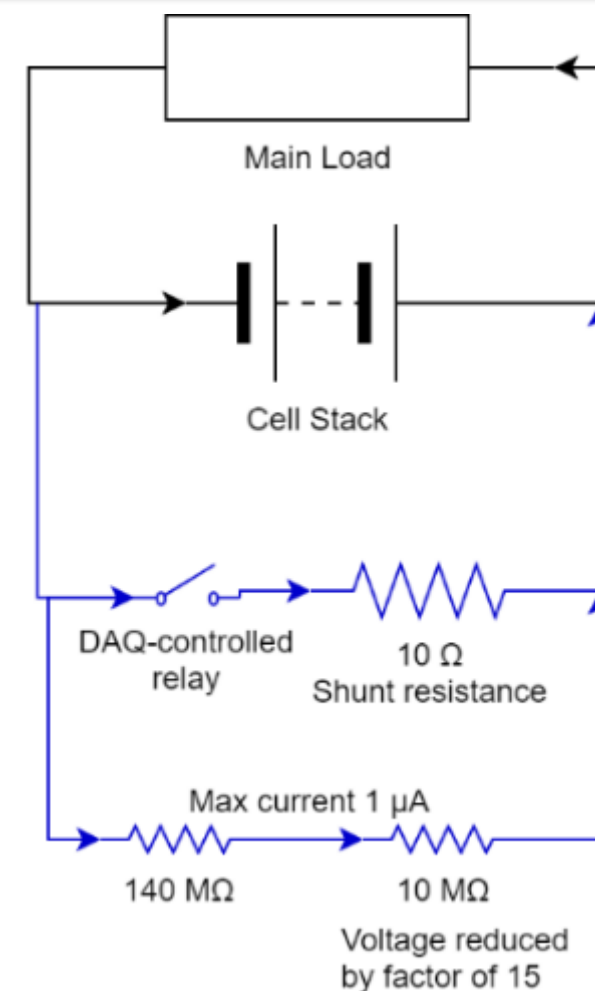 Main Load
Cell Stack
DAQ-controlled
relay
10 Ω
Shunt resistance
Max current 1 µA
140 MΩ
10 MΩ
Voltage reduced
by factor of 15